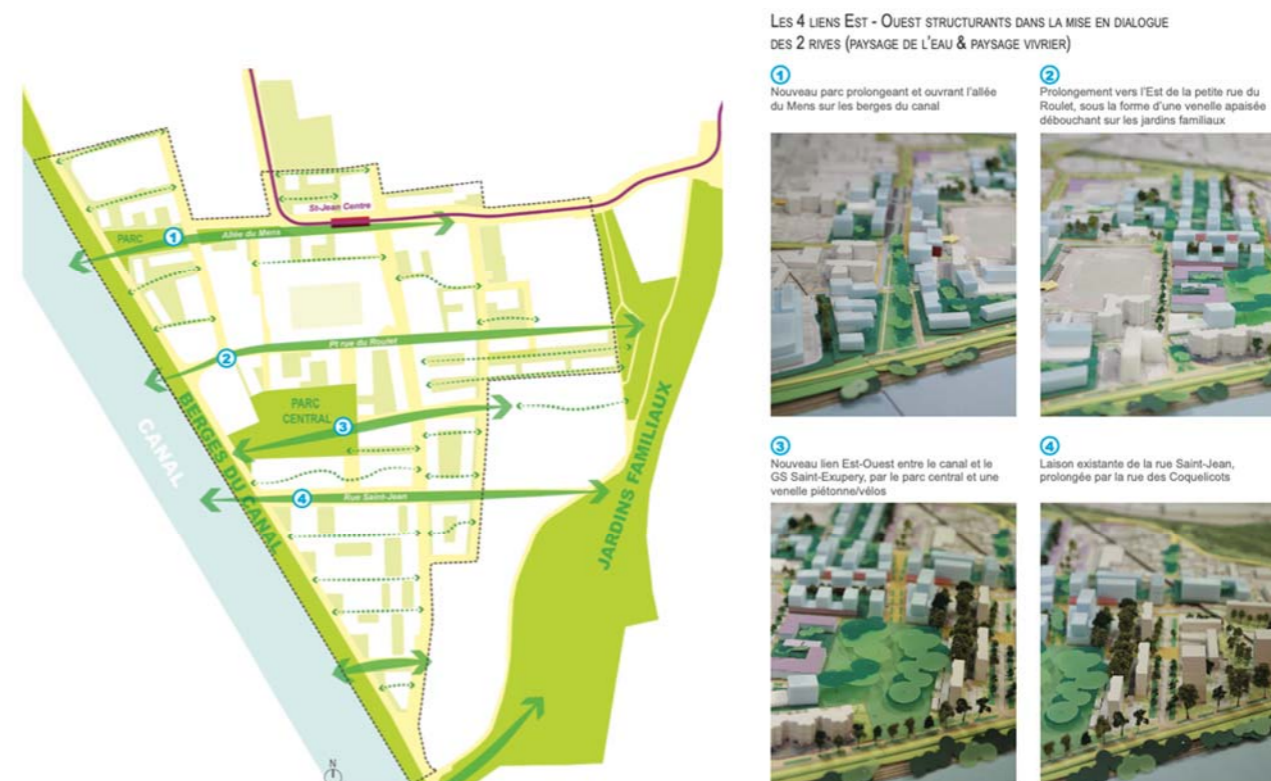 LES 4 LIENS EST - OUEST STRUCTURANTS DANS LA MISE EN DIALOGUE
DES 2 RIVES (PAYSAGE DE L'EAU & PAYSAGE VIVRIER)
1
Nouveau parc prolongeant et ouvrant l'allée
du Mens sur les berges du canal
2
Prolongement vers l'Est de la petite rue du
Roulet, sous la forme d'une venelle apaisée
débouchant sur les jardins familiaux
3
Nouveau lien Est-Ouest entre le canal et le
GS Saint-Exupery, par le parc central et une
venelle piétonne/vélos
4
Laison existante de la rue Saint-Jean,
prolongée par la rue des Coquelicots
St-Jean Centre
PARC
1
Allée du Mens
Pt rue du Roulet
2
PARC
CENTRAL
3
CANAL
BERGES DU CANAL
4
Rue Saint-Jean
JARDINS FAMILIAUX
N